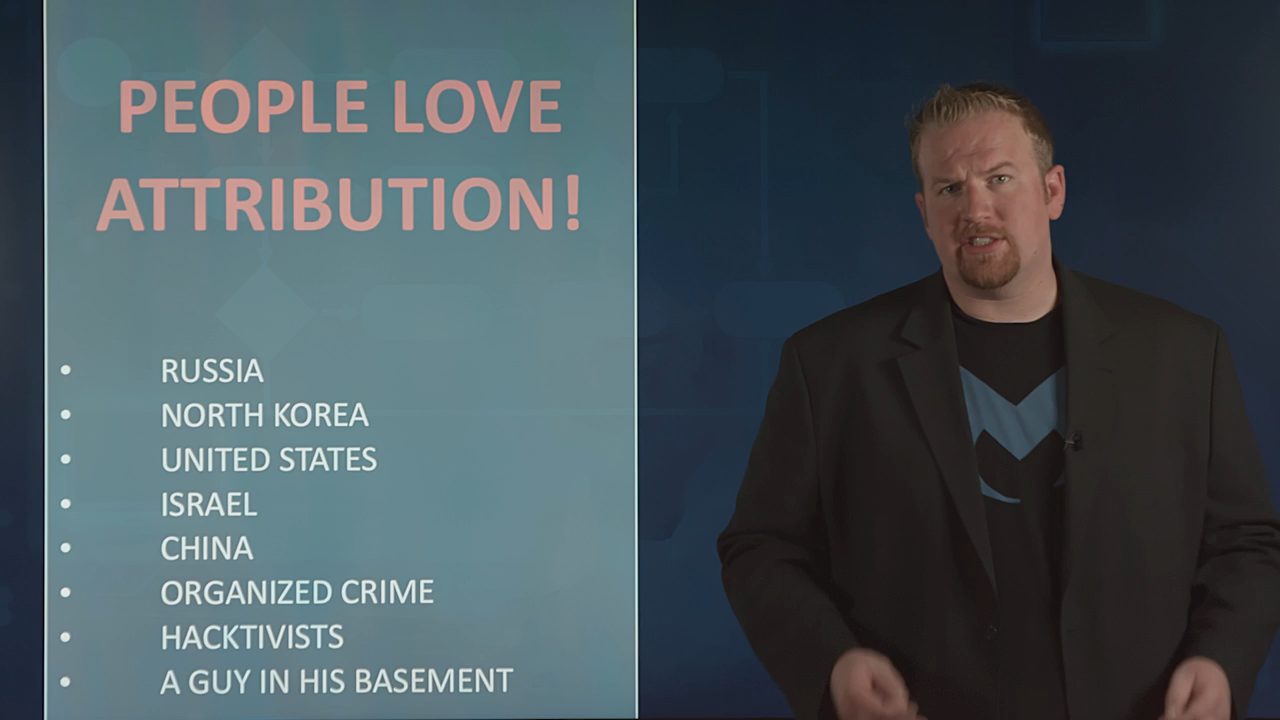 PEOPLE LOVE
ATTRIBUTION!
• RUSSIA
• NORTH KOREA
• UNITED STATES
• ISRAEL
• CHINA
• ORGANIZED CRIME
• HACKTIVISTS
• A GUY IN HIS BASEMENT